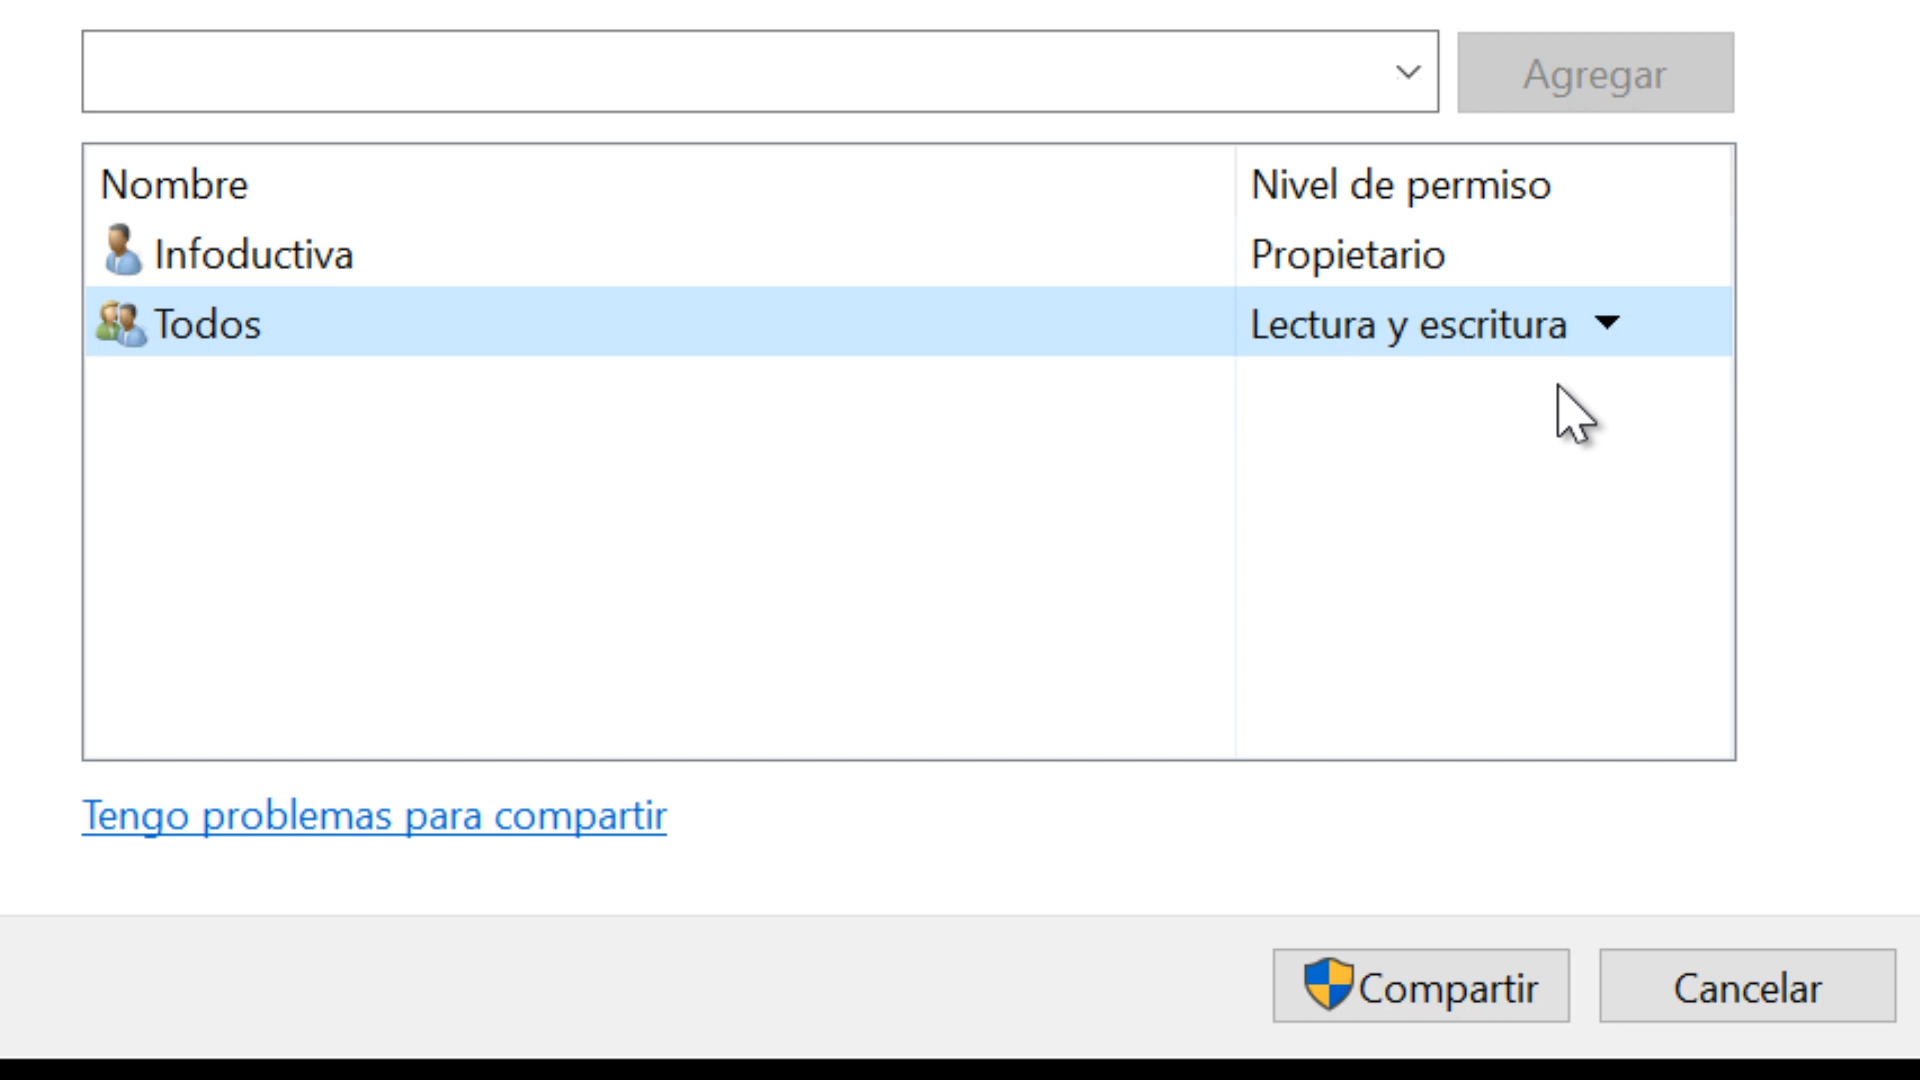 Agregar
Nombre Nivel de permiso
Infoductiva Propietario
Todos Lectura y escritura
Tengo problemas para compartir
Compartir Cancelar